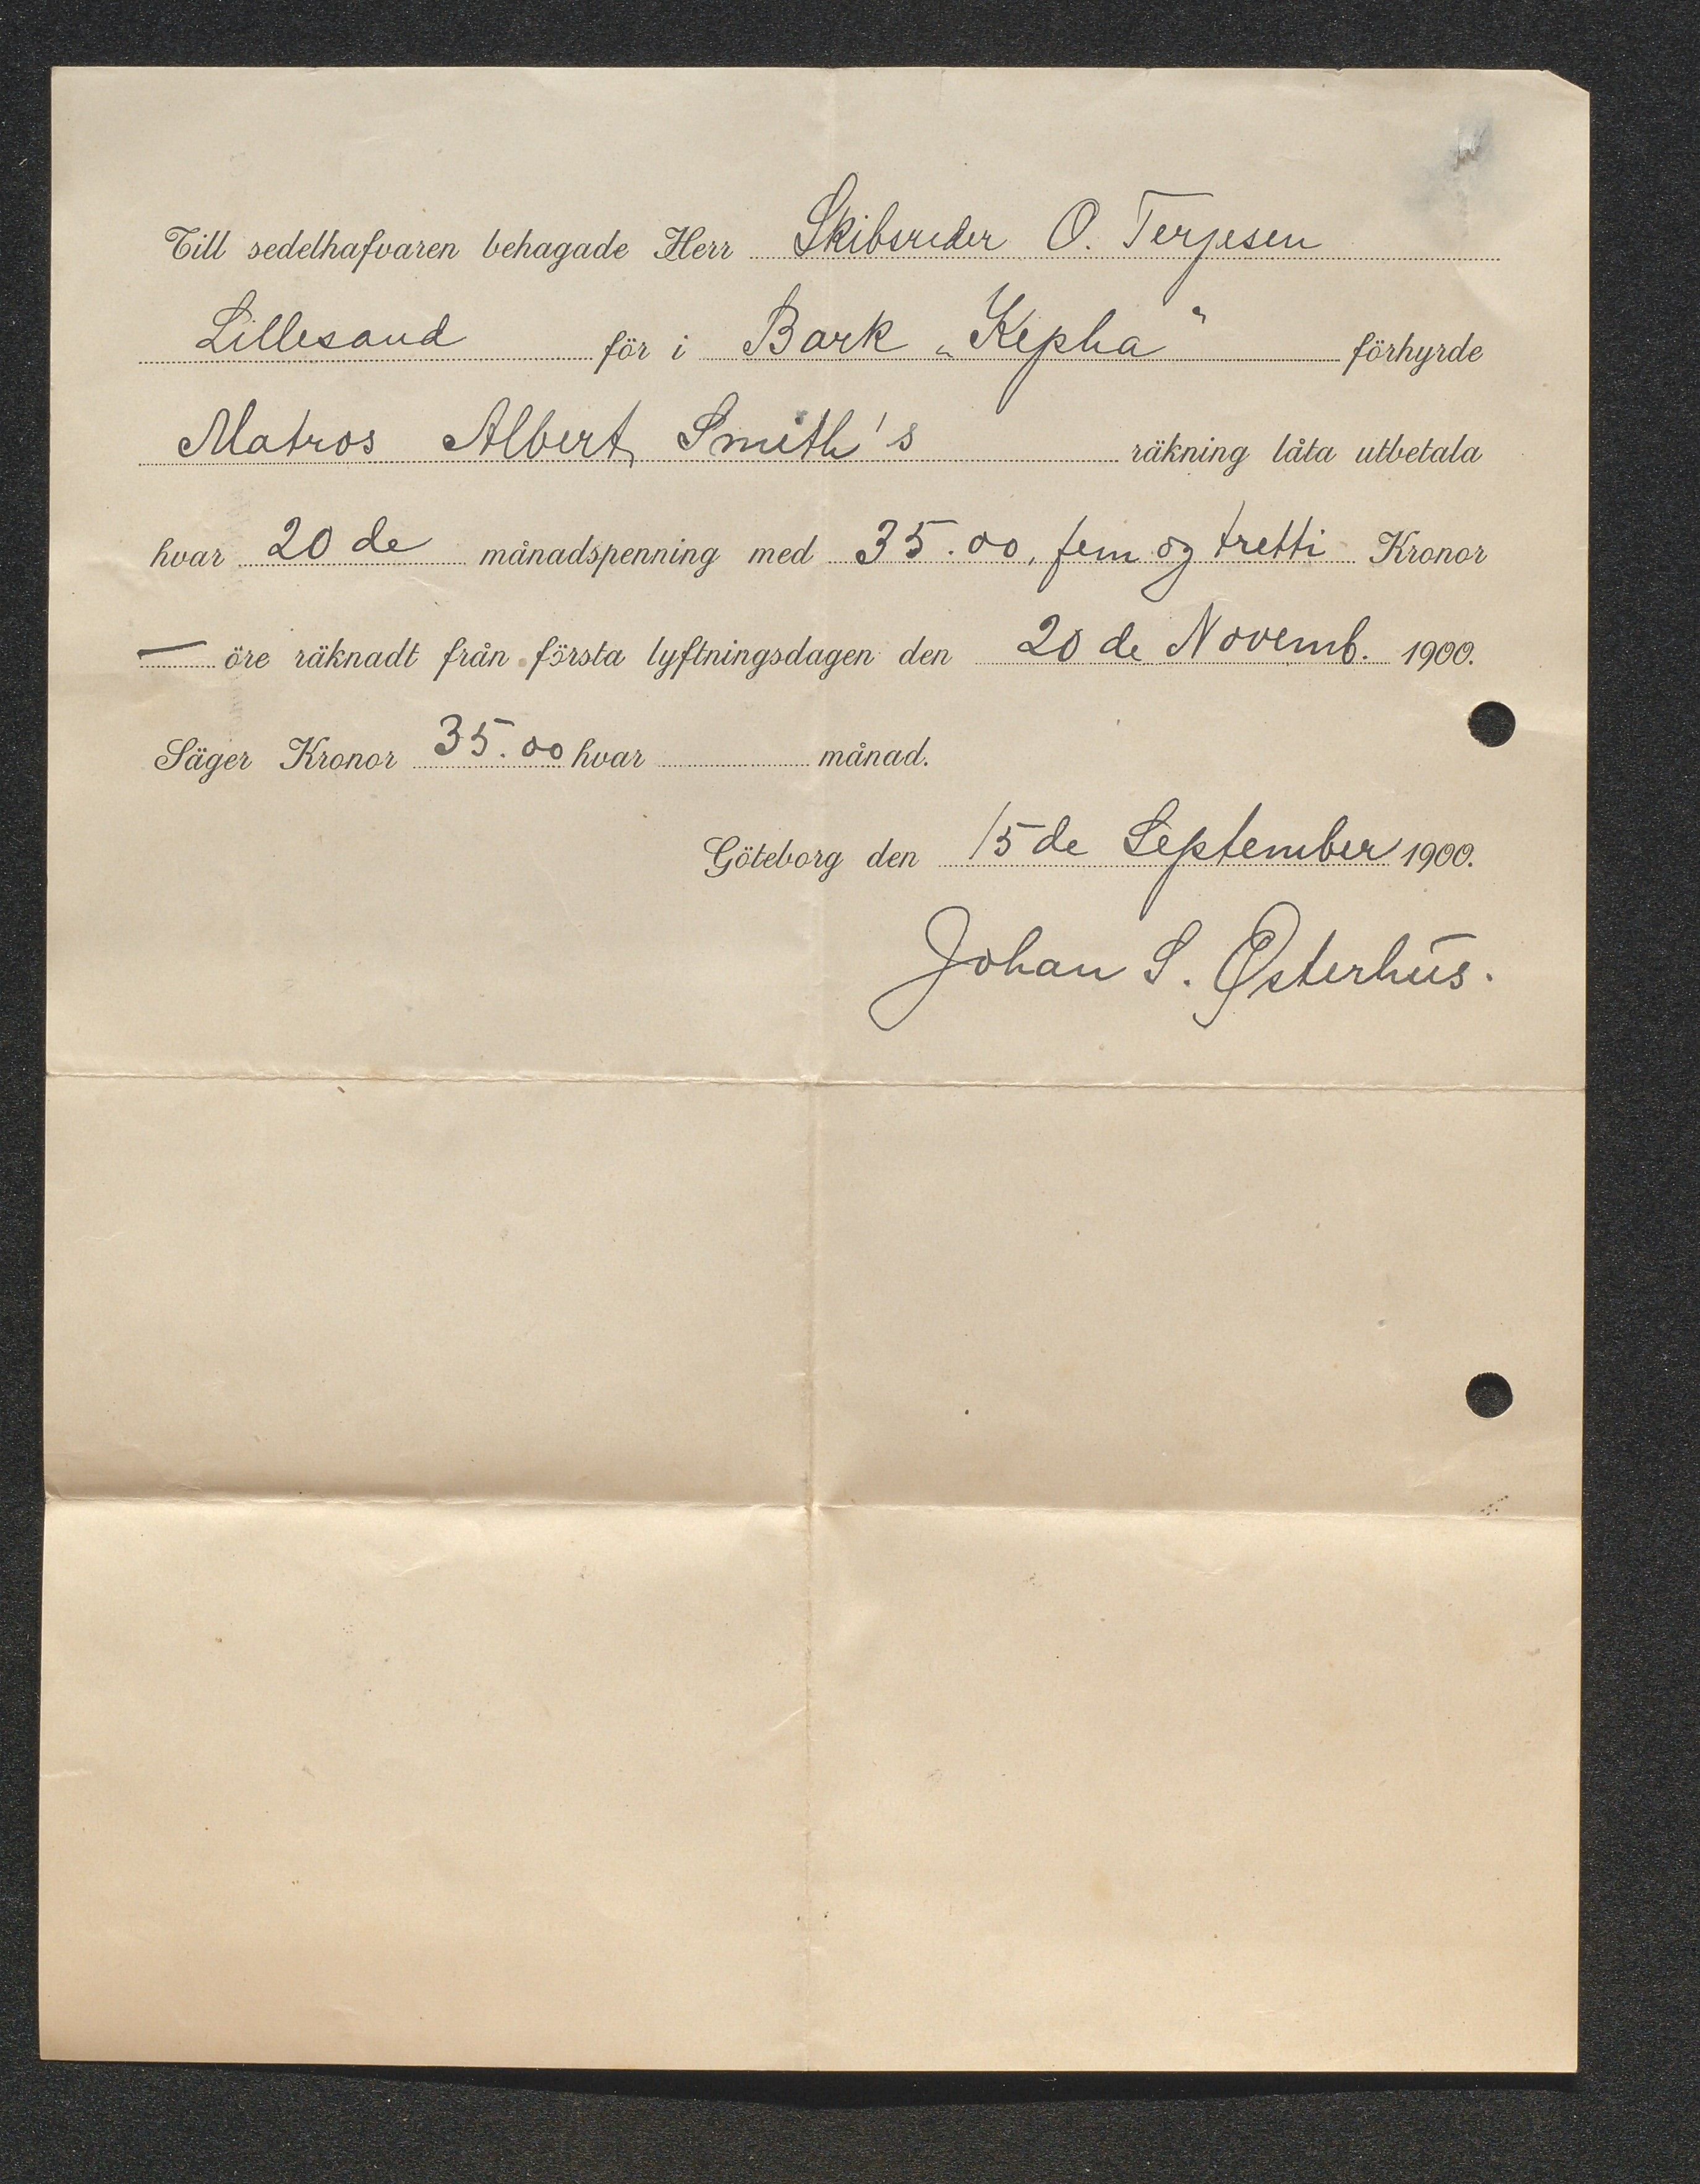 Till sedelhafvaren behagade Herr Skibsreder O. Terjesen
Lillesand för i Bark „Kepha" förhyrde
Matros Albert Smith's räkning låta utbetala
hvar 20 de månadspenning med 35.00, fem og tretti Kronor
— öre räknadt från första lyftningsdagen den 20 de Novemb. 1900.
Säger Kronor 35.00 hvar månad.
Göteborg den 15 de September 1900.
Johan S. Østerhus.